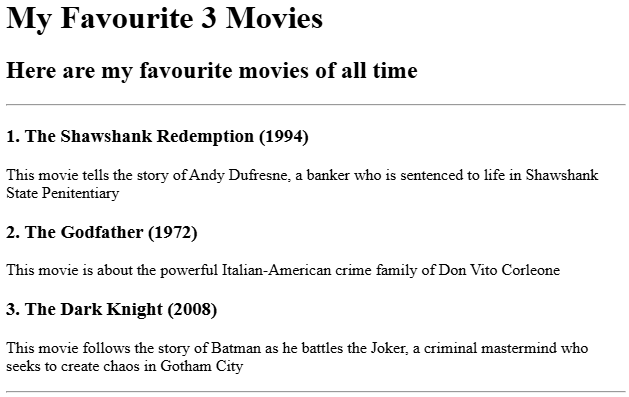 My Favourite 3 Movies
Here are my favourite movies of all time
1. The Shawshank Redemption (1994)
This movie tells the story of Andy Dufresne, a banker who is sentenced to life in Shawshank
State Penitentiary
2. The Godfather (1972)
This movie is about the powerful Italian-American crime family of Don Vito Corleone
3. The Dark Knight (2008)
This movie follows the story of Batman as he battles the Joker, a criminal mastermind who
seeks to create chaos in Gotham City